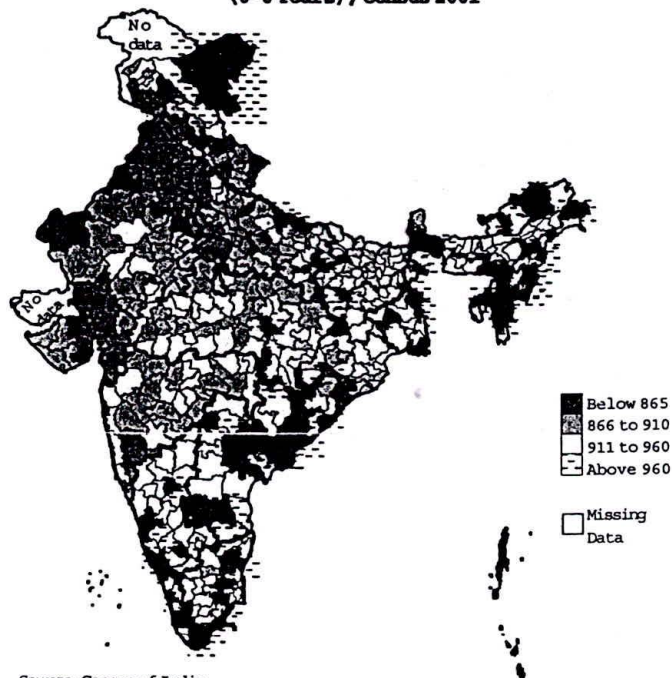 No
data
No
data
Below 865
866 to 910
911 to 960
Above 960
Missing
Data